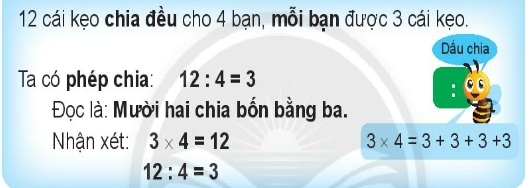 12 cái kẹo chia đều cho 4 bạn, mỗi bạn được 3 cái kẹo.
Dấu chia
:
Ta có phép chia: 12 : 4 = 3
Đọc là: Mười hai chia bốn bằng ba.
Nhận xét: 3 × 4 = 12
3 × 4 = 3 + 3 + 3 +3
12 : 4 = 3